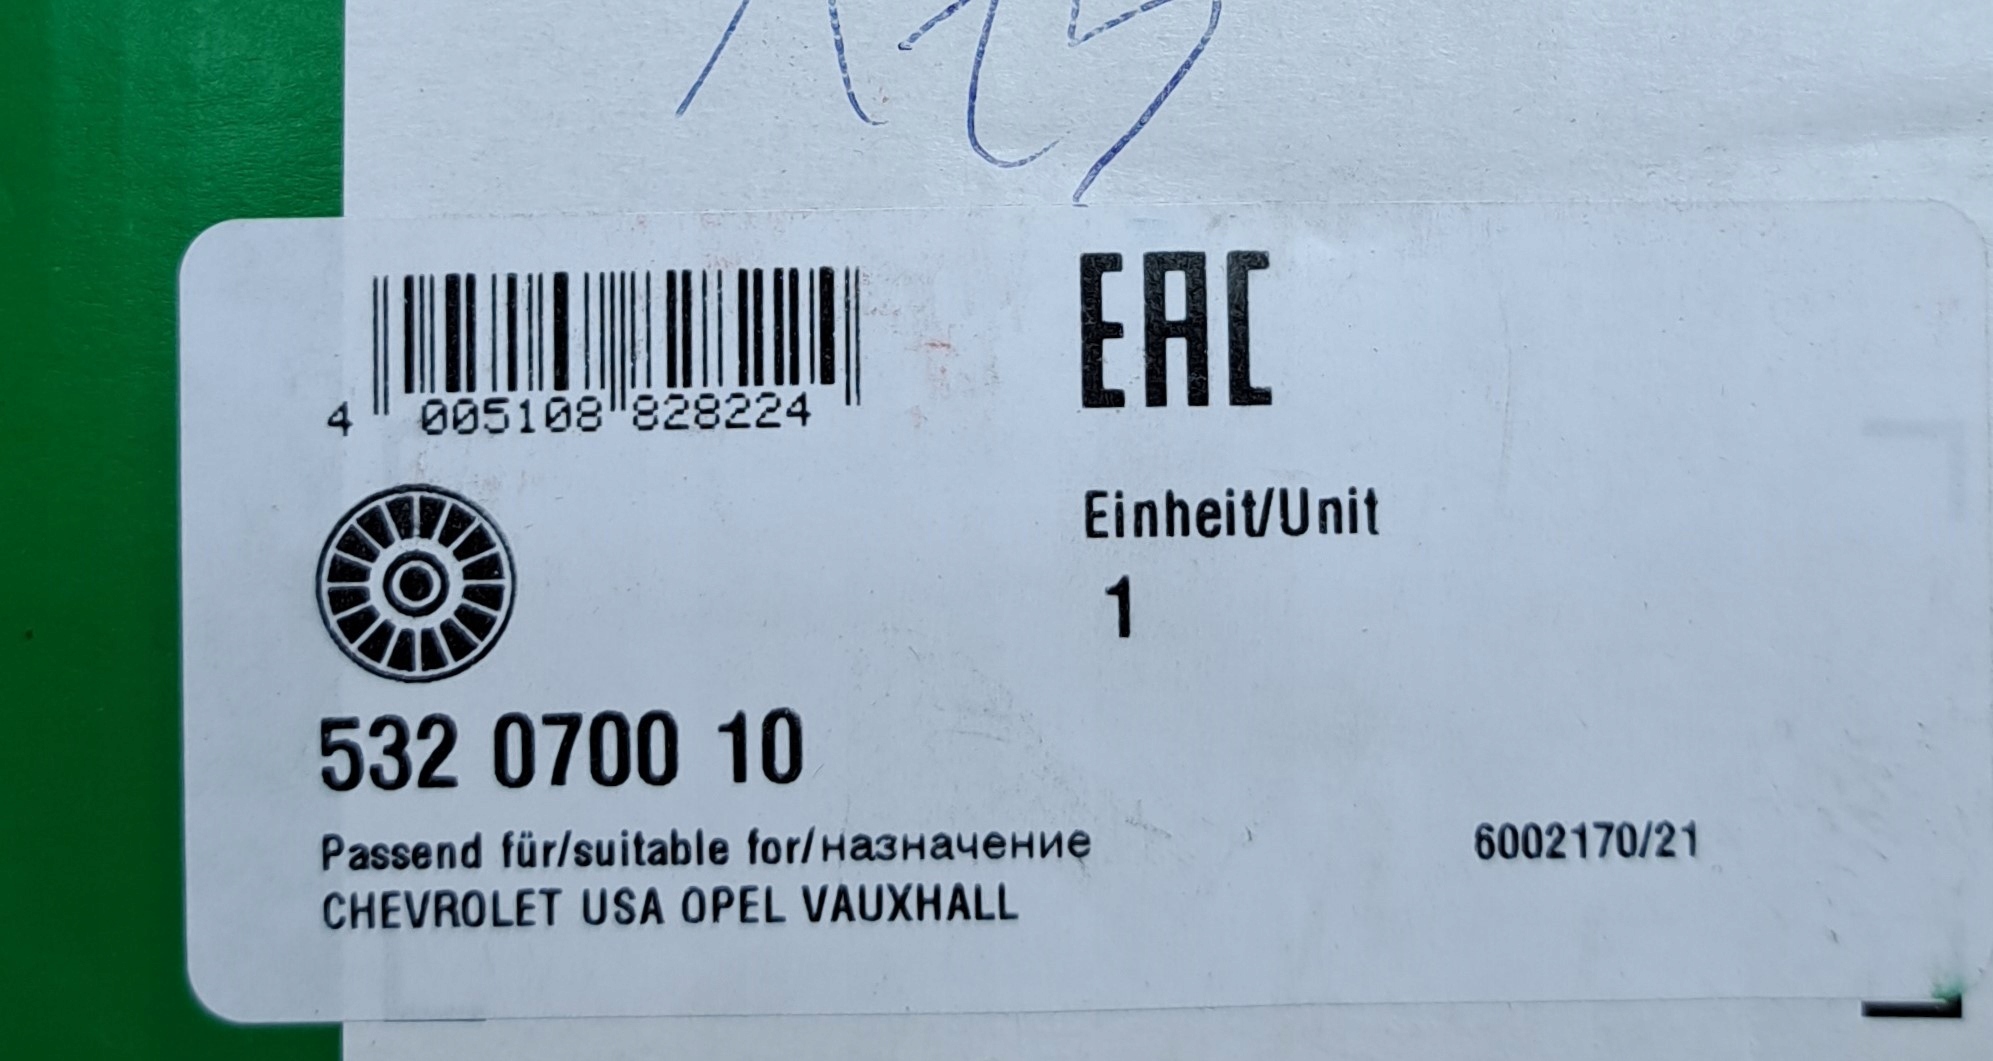 EAC
4 005108 828224
Einheit/Unit
1
532 0700 10
Passend für/suitable for/назначение
6002170/21
CHEVROLET USA OPEL VAUXHALL